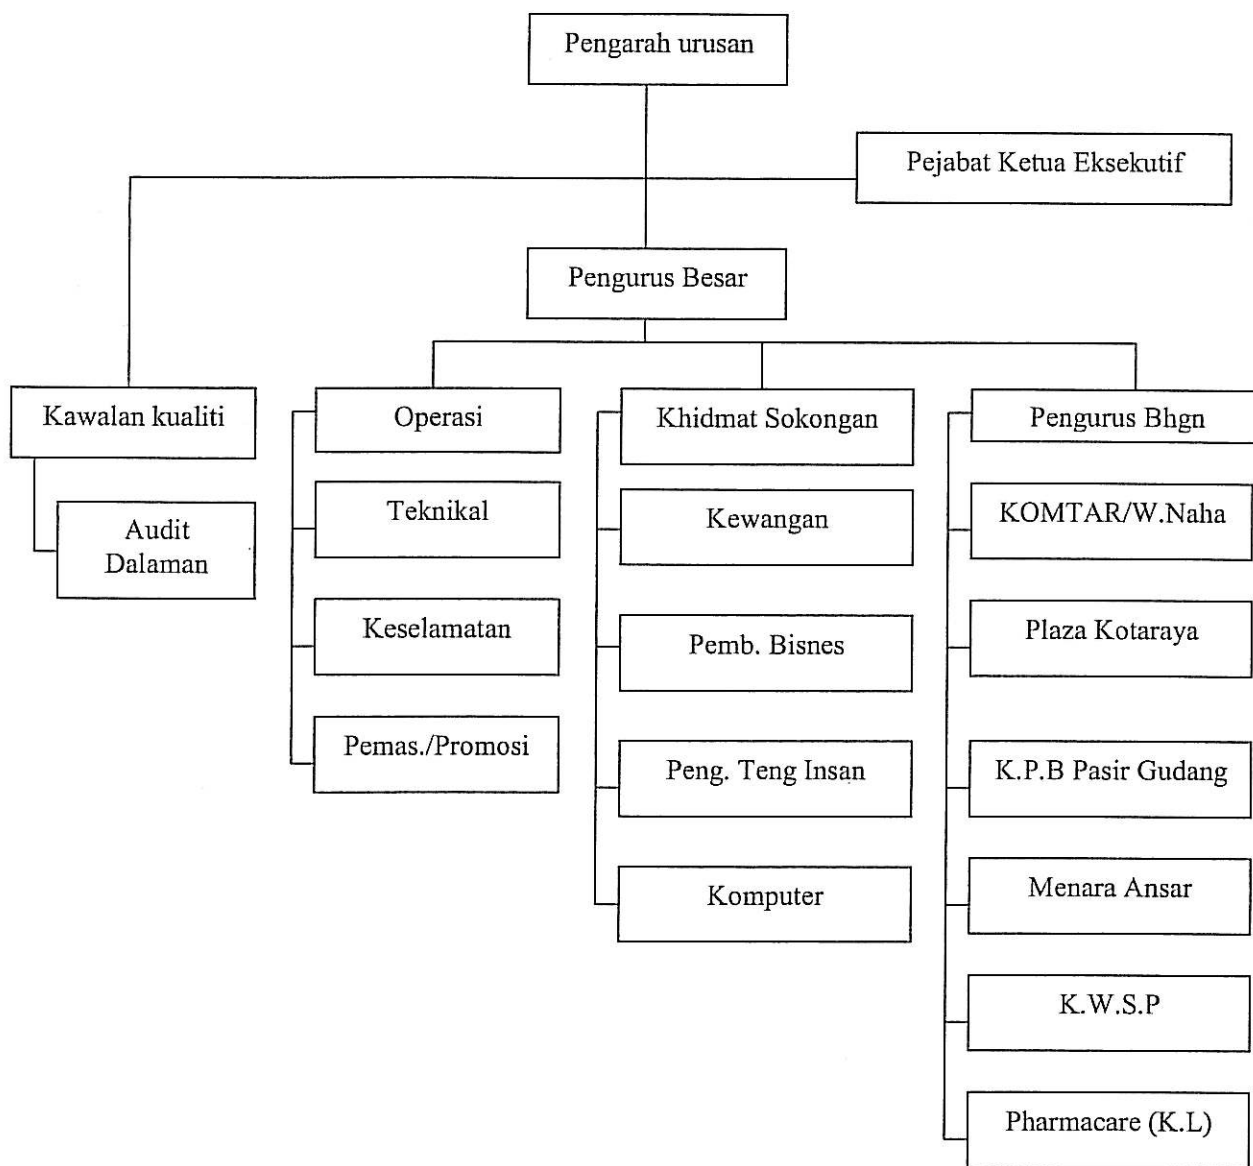 Pengarah urusan
Pejabat Ketua Eksekutif
Pengurus Besar
Kawalan kualiti
Audit
Dalaman
Operasi
Teknikal
Keselamatan
Pemas./Promosi
Khidmat Sokongan
Kewangan
Pemb. Bisnes
Peng. Teng Insan
Komputer
Pengurus Bhgn
KOMTAR/W.Naha
Plaza Kotaraya
K.P.B Pasir Gudang
Menara Ansar
K.W.S.P
Pharmacare (K.L)